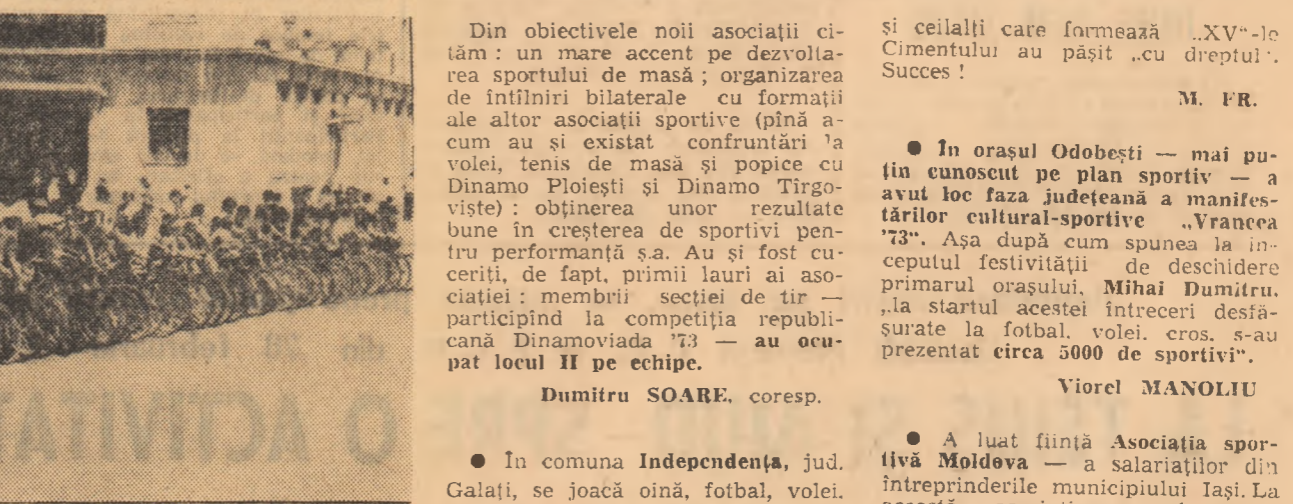 Din obiectivele noii asociații ci-
tăm : un mare accent pe dezvolta-
rea sportului de masă ; organizarea
de întîlniri bilaterale cu formații
ale altor asociații sportive (pînă a-
cum au și existat confruntări la
volei, tenis de masă și popice cu
Dinamo Ploiești și Dinamo Tîrgo-
viște) : obținerea unor rezultate
bune în creșterea de sportivi pen-
tru performanță ș.a. Au și fost cu-
ceriți, de fapt, primii lauri ai aso-
ciației : membrii secției de tir —
participînd la competiția republi-
cană Dinamoviada '73 — au ocu-
pat locul II pe echipe.
Dumitru SOARE, coresp.
● În comuna Independența, jud.
Galați, se joacă oină, fotbal, volei.
și ceilalți care formează „XV“-le
Cimentului au pășit „cu dreptul“.
Succes !
M. FR.
● În orașul Odobești — mai pu-
țin cunoscut pe plan sportiv — a
avut loc faza județeană a manifes-
tărilor cultural-sportive „Vrancea
'73“. Așa după cum spunea la în-
ceputul festivității de deschidere
primarul orașului, Mihai Dumitru,
„la startul acestei întreceri desfă-
șurate la fotbal, volei, cros, s-au
prezentat circa 5000 de sportivi“.
Viorel MANOLIU
● A luat ființă Asociația spor-
tivă Moldova — a salariaților din
întreprinderile municipiului Iași. La